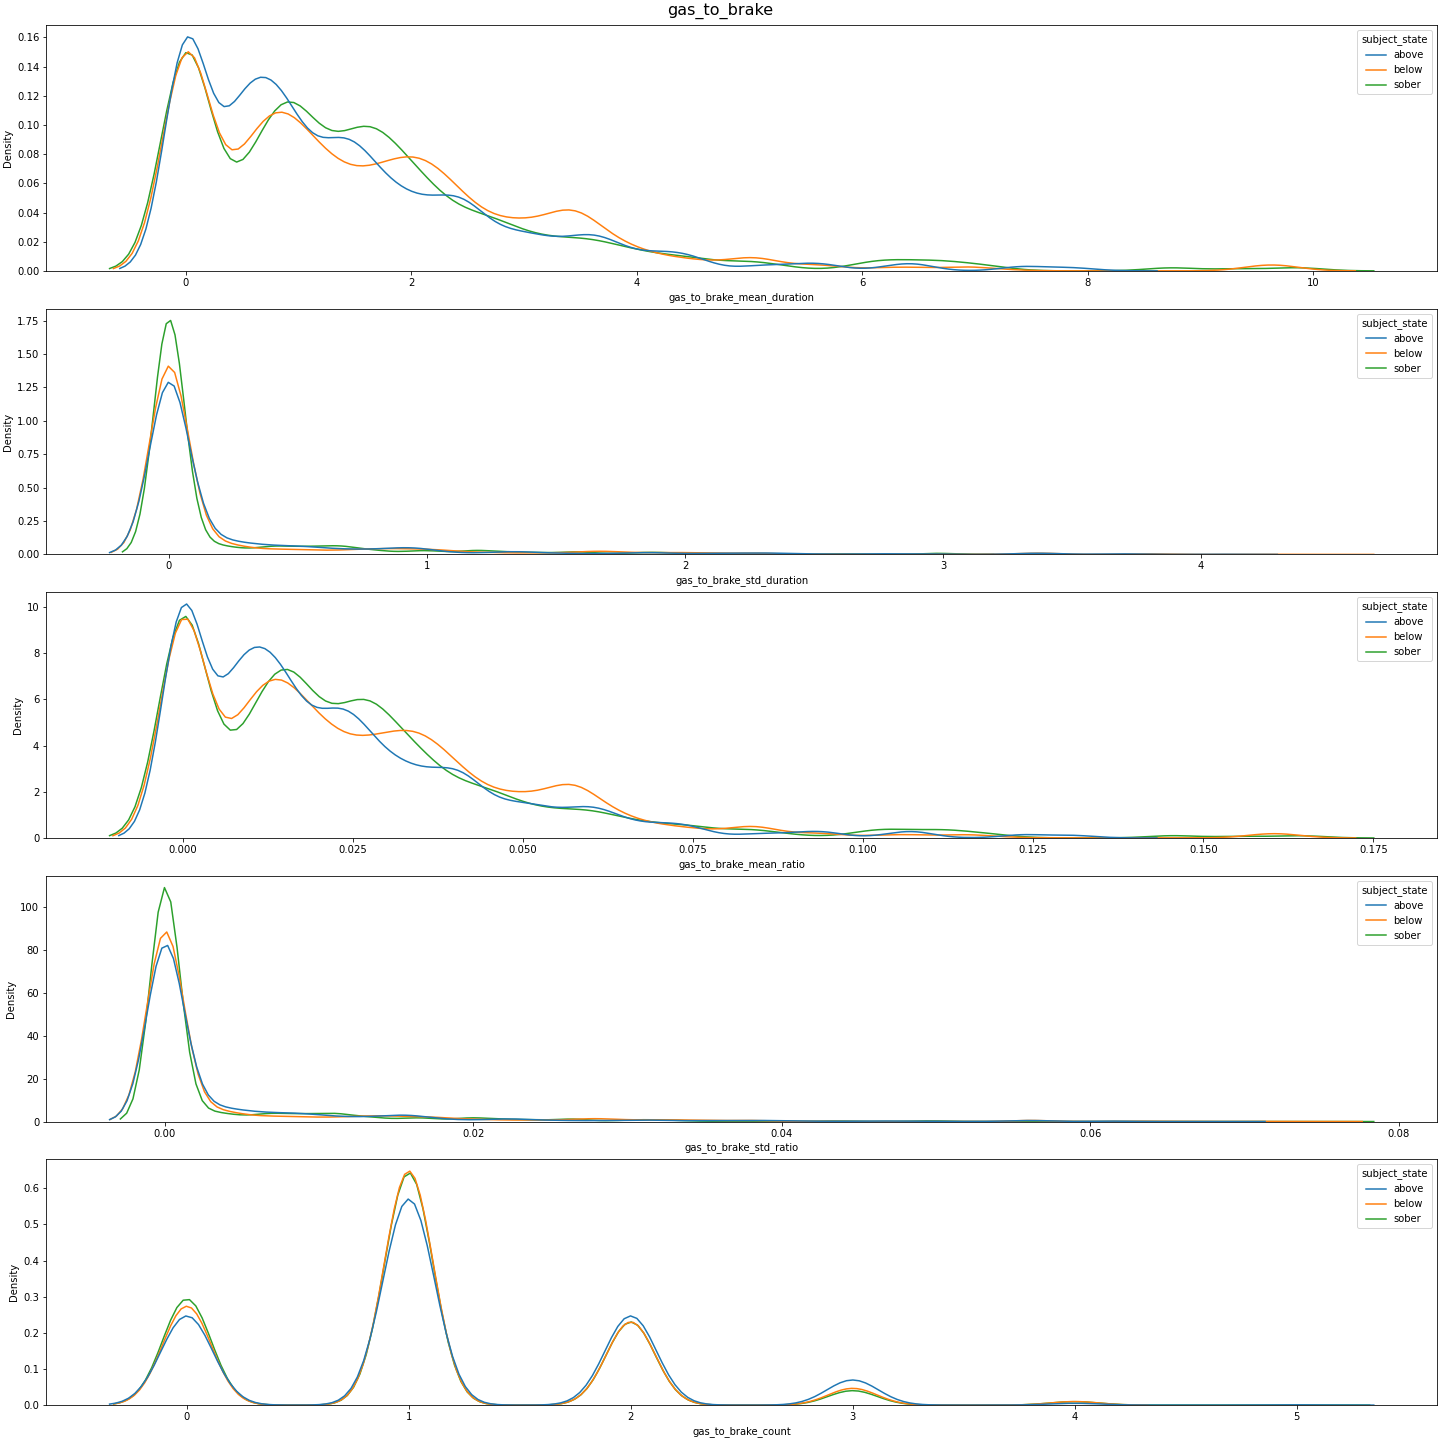 gas_to_brake
0.16
0.14
0.12
0.10
0.08
0.06
0.04
0.02
0.00
Density
subject_state
above
below
sober
0 2 4 6 8 10
gas_to_brake_mean_duration
1.75
1.50
1.25
1.00
0.75
0.50
0.25
0.00
Density
subject_state
above
below
sober
0 1 2 3 4
gas_to_brake_std_duration
10
8
6
4
2
0
Density
subject_state
above
below
sober
0.000 0.025 0.050 0.075 0.100 0.125 0.150 0.175
gas_to_brake_mean_ratio
100
80
60
40
20
0
Density
subject_state
above
below
sober
0.00 0.02 0.04 0.06 0.08
gas_to_brake_std_ratio
0.6
0.5
0.4
0.3
0.2
0.1
0.0
Density
subject_state
above
below
sober
0 1 2 3 4 5
gas_to_brake_count